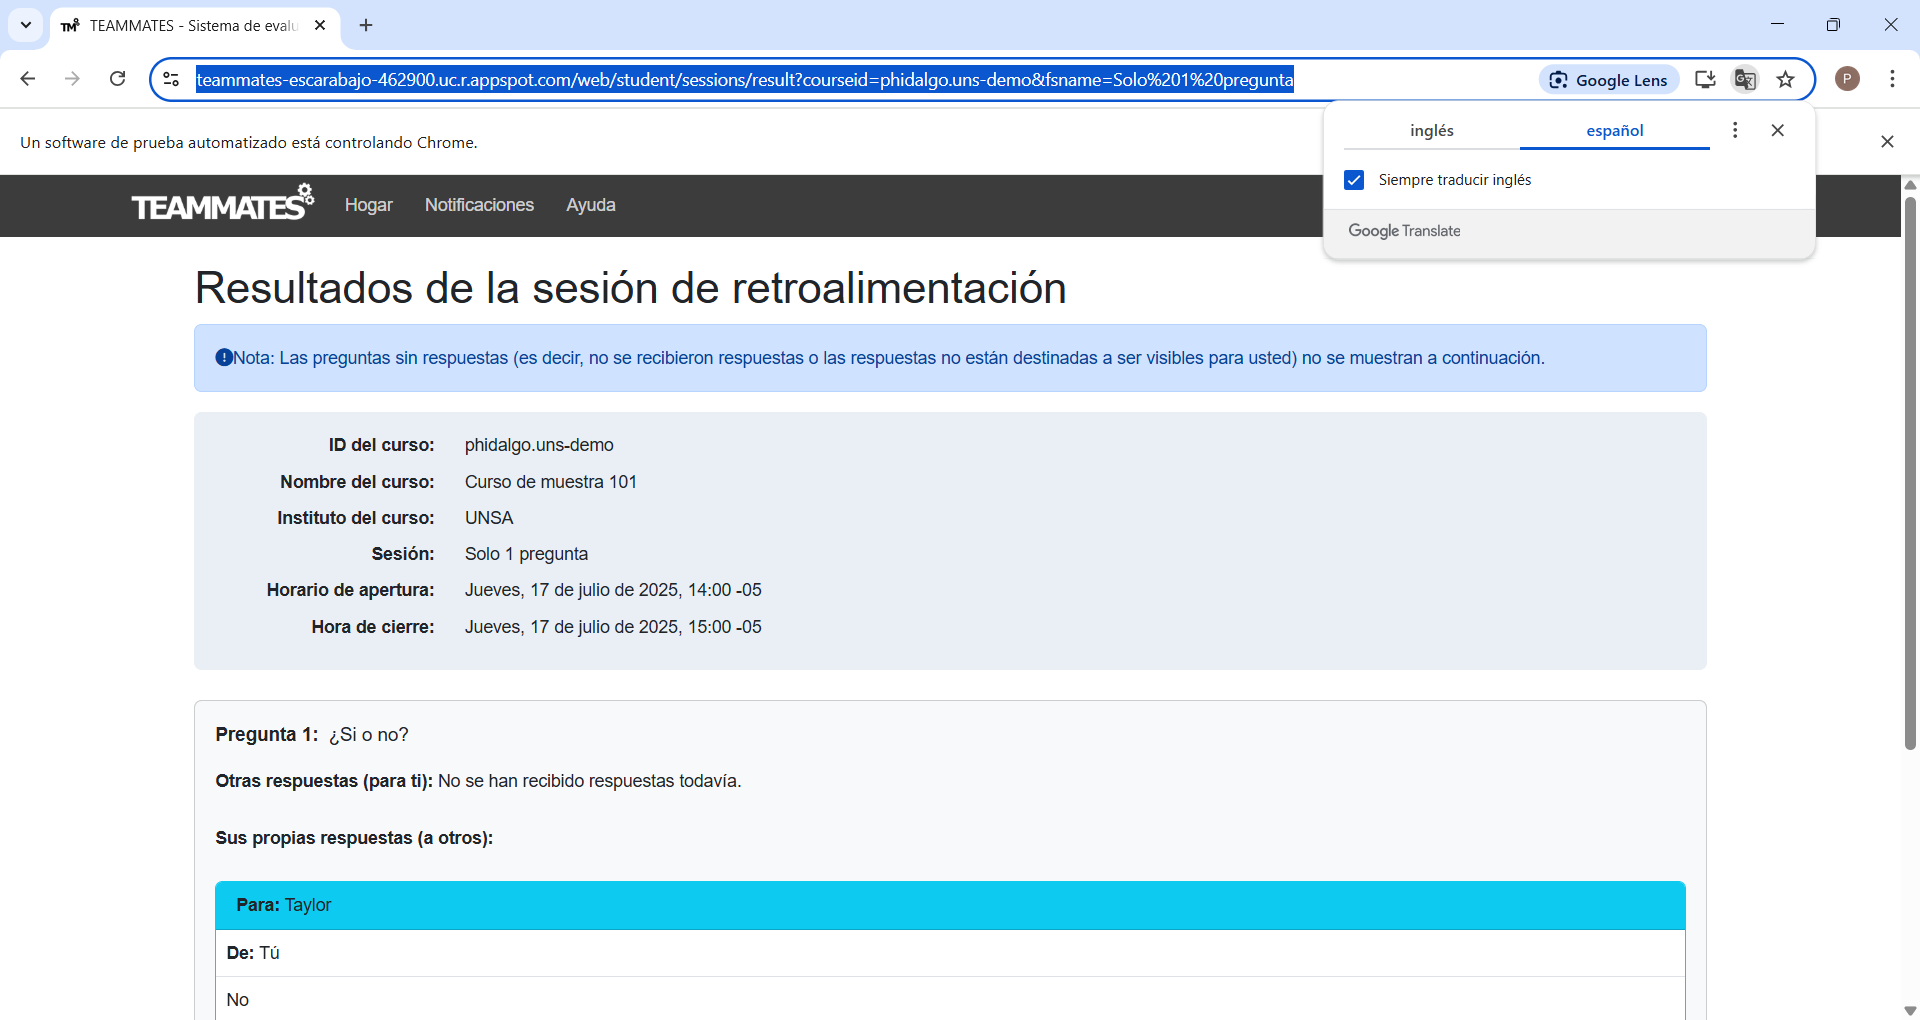 TEAMMATES - Sistema de evalu
teammates-escarabajo-462900.uc.r.appspot.com/web/student/sessions/result?courseid=phidalgo.uns-demo&fsname=Solo%201%20pregunta
Google Lens
P
inglés
español
Siempre traducir inglés
Google Translate
Un software de prueba automatizado está controlando Chrome.
TEAMMATES
Hogar
Notificaciones
Ayuda
Resultados de la sesión de retroalimentación
Nota: Las preguntas sin respuestas (es decir, no se recibieron respuestas o las respuestas no están destinadas a ser visibles para usted) no se muestran a continuación.
ID del curso: phidalgo.uns-demo
Nombre del curso: Curso de muestra 101
Instituto del curso: UNSA
Sesión: Solo 1 pregunta
Horario de apertura: Jueves, 17 de julio de 2025, 14:00 -05
Hora de cierre: Jueves, 17 de julio de 2025, 15:00 -05
Pregunta 1: ¿Si o no?
Otras respuestas (para ti): No se han recibido respuestas todavía.
Sus propias respuestas (a otros):
Para: Taylor
De: Tú
No